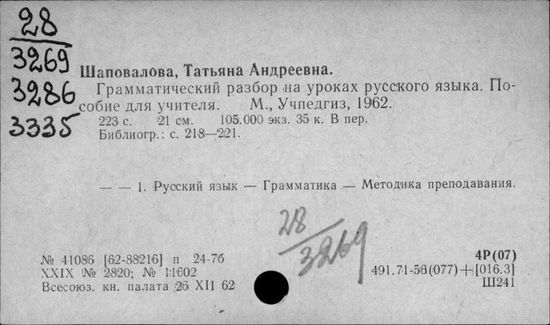 28
3269
3286
3335
Шаповалова, Татьяна Андреевна.
Грамматический разбор на уроках русского языка. По-
собие для учителя. М., Учпедгиз, 1962.
223 с. 21 см. 105.000 экз. 35 к. В пер.
Библиогр.: с. 218—221.
— — 1. Русский язык — Грамматика — Методика преподавания.
28
3269
№ 41086 [62-88216] п 24-7б
XXIX № 2820; № 11602
Всесоюз. кн. палата 26 XII 62
4Р(07)
491.71-56(077)+[016.3]
Ш241